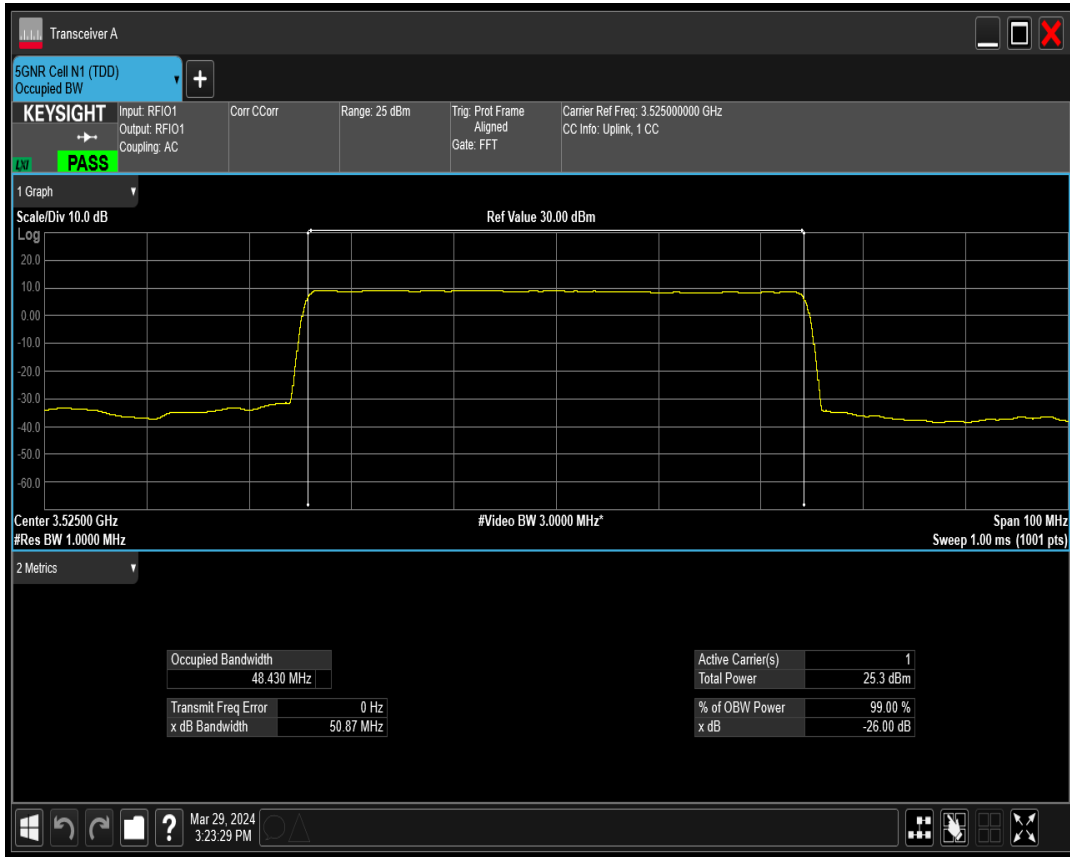 Transceiver A
5GNR Cell N1 (TDD)
Occupied BW
KEYSIGHT
LXI
PASS
Input: RFIO1
Output: RFIO1
Coupling: AC
Corr CCorr
Range: 25 dBm
Trig: Prot Frame
Aligned
Gate: FFT
Carrier Ref Freq: 3.525000000 GHz
CC Info: Uplink, 1 CC
1 Graph
Scale/Div 10.0 dB
Ref Value 30.00 dBm
Log
20.0
10.0
0.00
-10.0
-20.0
-30.0
-40.0
-50.0
-60.0
Center 3.52500 GHz
#Video BW 3.0000 MHz*
Span 100 MHz
#Res BW 1.0000 MHz
Sweep 1.00 ms (1001 pts)
2 Metrics
Occupied Bandwidth
48.430 MHz
Transmit Freq Error 0 Hz
x dB Bandwidth 50.87 MHz
Active Carrier(s) 1
Total Power 25.3 dBm
% of OBW Power 99.00 %
x dB -26.00 dB
?
Mar 29, 2024
3:23:29 PM